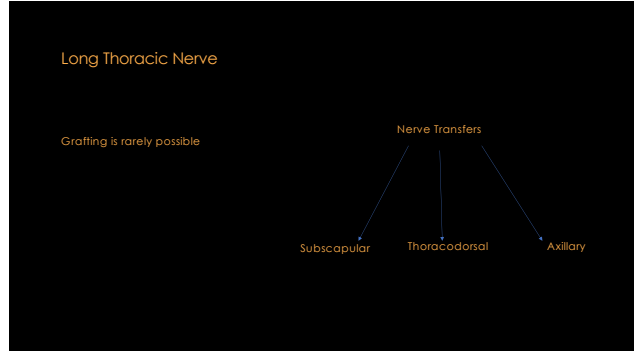 Long Thoracic Nerve
Grafting is rarely possible
Nerve Transfers
Subscapular
Thoracodorsal
Axillary